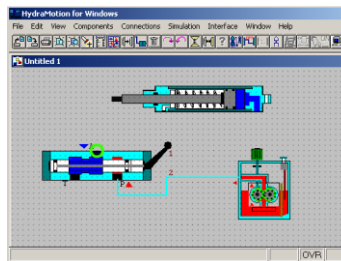 HydraMotion for Windows
File Edit View Components Connections Simulation Interface Window Help
Untitled 1
1
2
T P
OVR